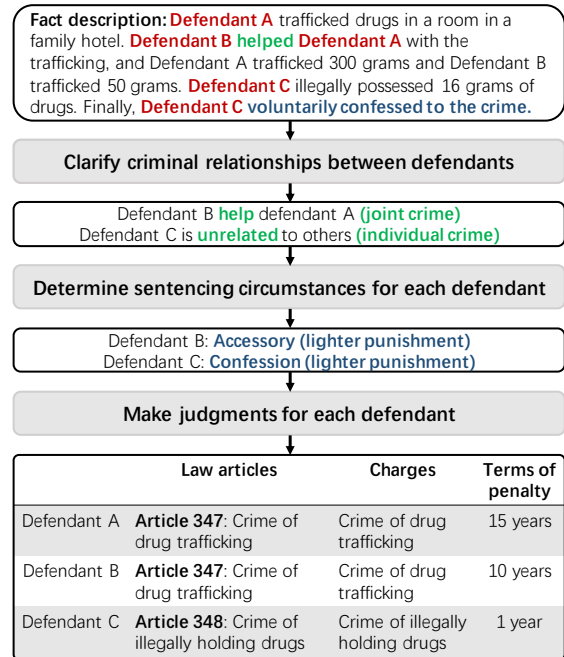 Fact description: Defendant A trafficked drugs in a room in a
family hotel. Defendant B helped Defendant A with the
trafficking, and Defendant A trafficked 300 grams and Defendant B
trafficked 50 grams. Defendant C illegally possessed 16 grams of
drugs. Finally, Defendant C voluntarily confessed to the crime.
Clarify criminal relationships between defendants
Defendant B help defendant A (joint crime)
Defendant C is unrelated to others (individual crime)
Determine sentencing circumstances for each defendant
Defendant B: Accessory (lighter punishment)
Defendant C: Confession (lighter punishment)
Make judgments for each defendant
Law articles Charges Terms of
penalty
Defendant A Article 347: Crime of Crime of drug 15 years
drug trafficking trafficking
Defendant B Article 347: Crime of Crime of drug 10 years
drug trafficking trafficking
Defendant C Article 348: Crime of Crime of illegally 1 year
illegally holding drugs holding drugs